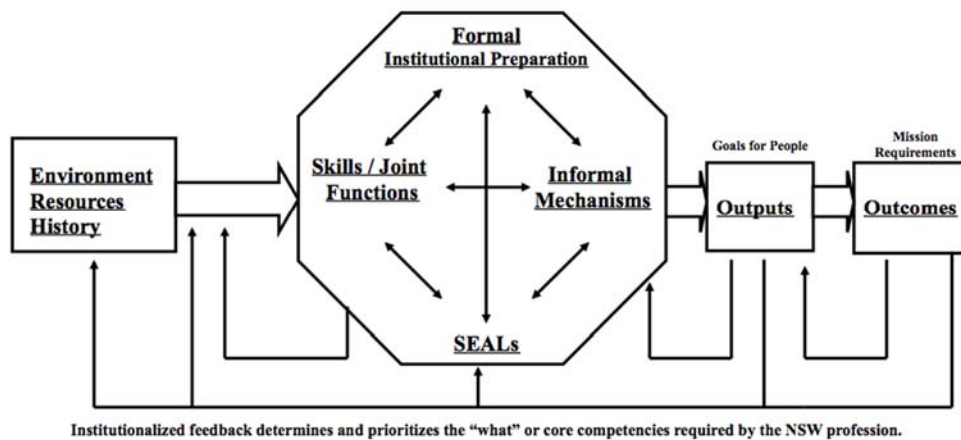 Formal
Institutional Preparation
Skills / Joint
Functions
Informal
Mechanisms
SEALs
Environment
Resources
History
Goals for People
Outputs
Mission
Requirements
Outcomes
Institutionalized feedback determines and prioritizes the “what” or core competencies required by the NSW profession.